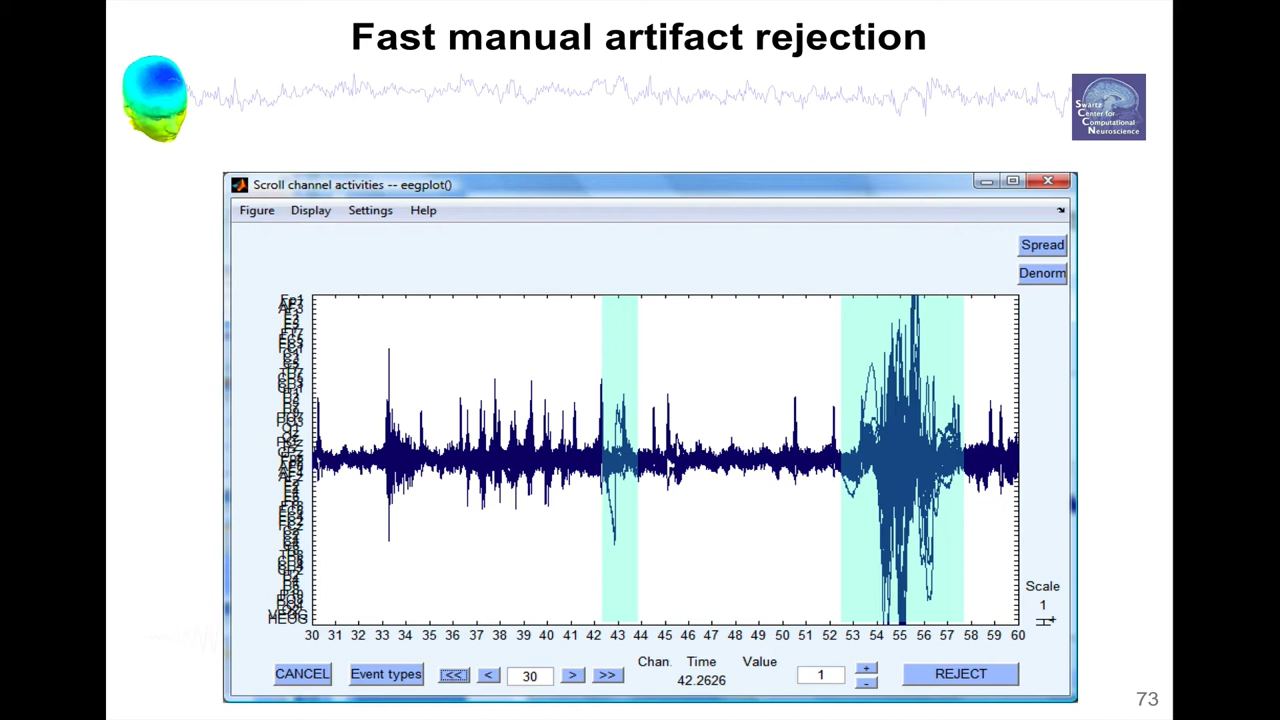 Fast manual artifact rejection
Swartz
Center for
Computational
Neuroscience
Scroll channel activities -- eegplot()
Figure Display Settings Help
Spread
Denorm
Scale
1
30 31 32 33 34 35 36 37 38 39 40 41 42 43 44 45 46 47 48 49 50 51 52 53 54 55 56 57 58 59 60
CANCEL Event types << < 30 > >> Chan. Time Value 1 + - REJECT
42.2626
73